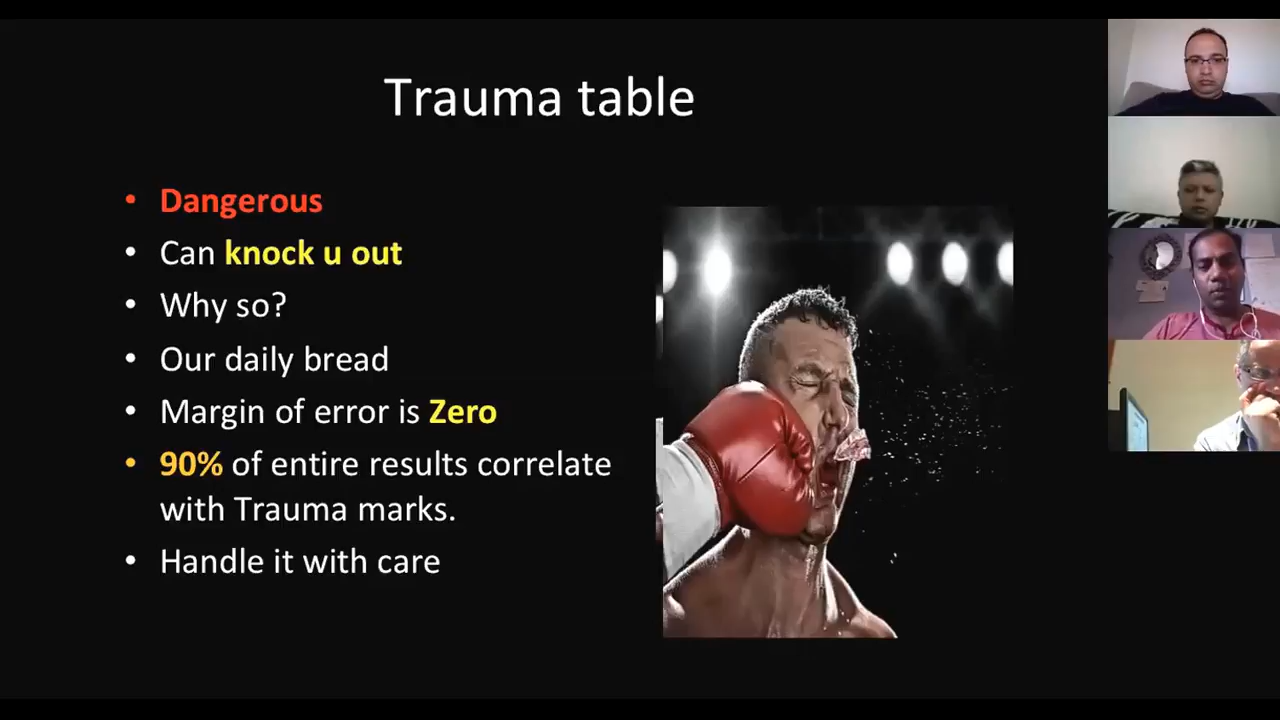 Trauma table
• Dangerous
• Can knock u out
• Why so?
• Our daily bread
• Margin of error is Zero
• 90% of entire results correlate
with Trauma marks.
• Handle it with care